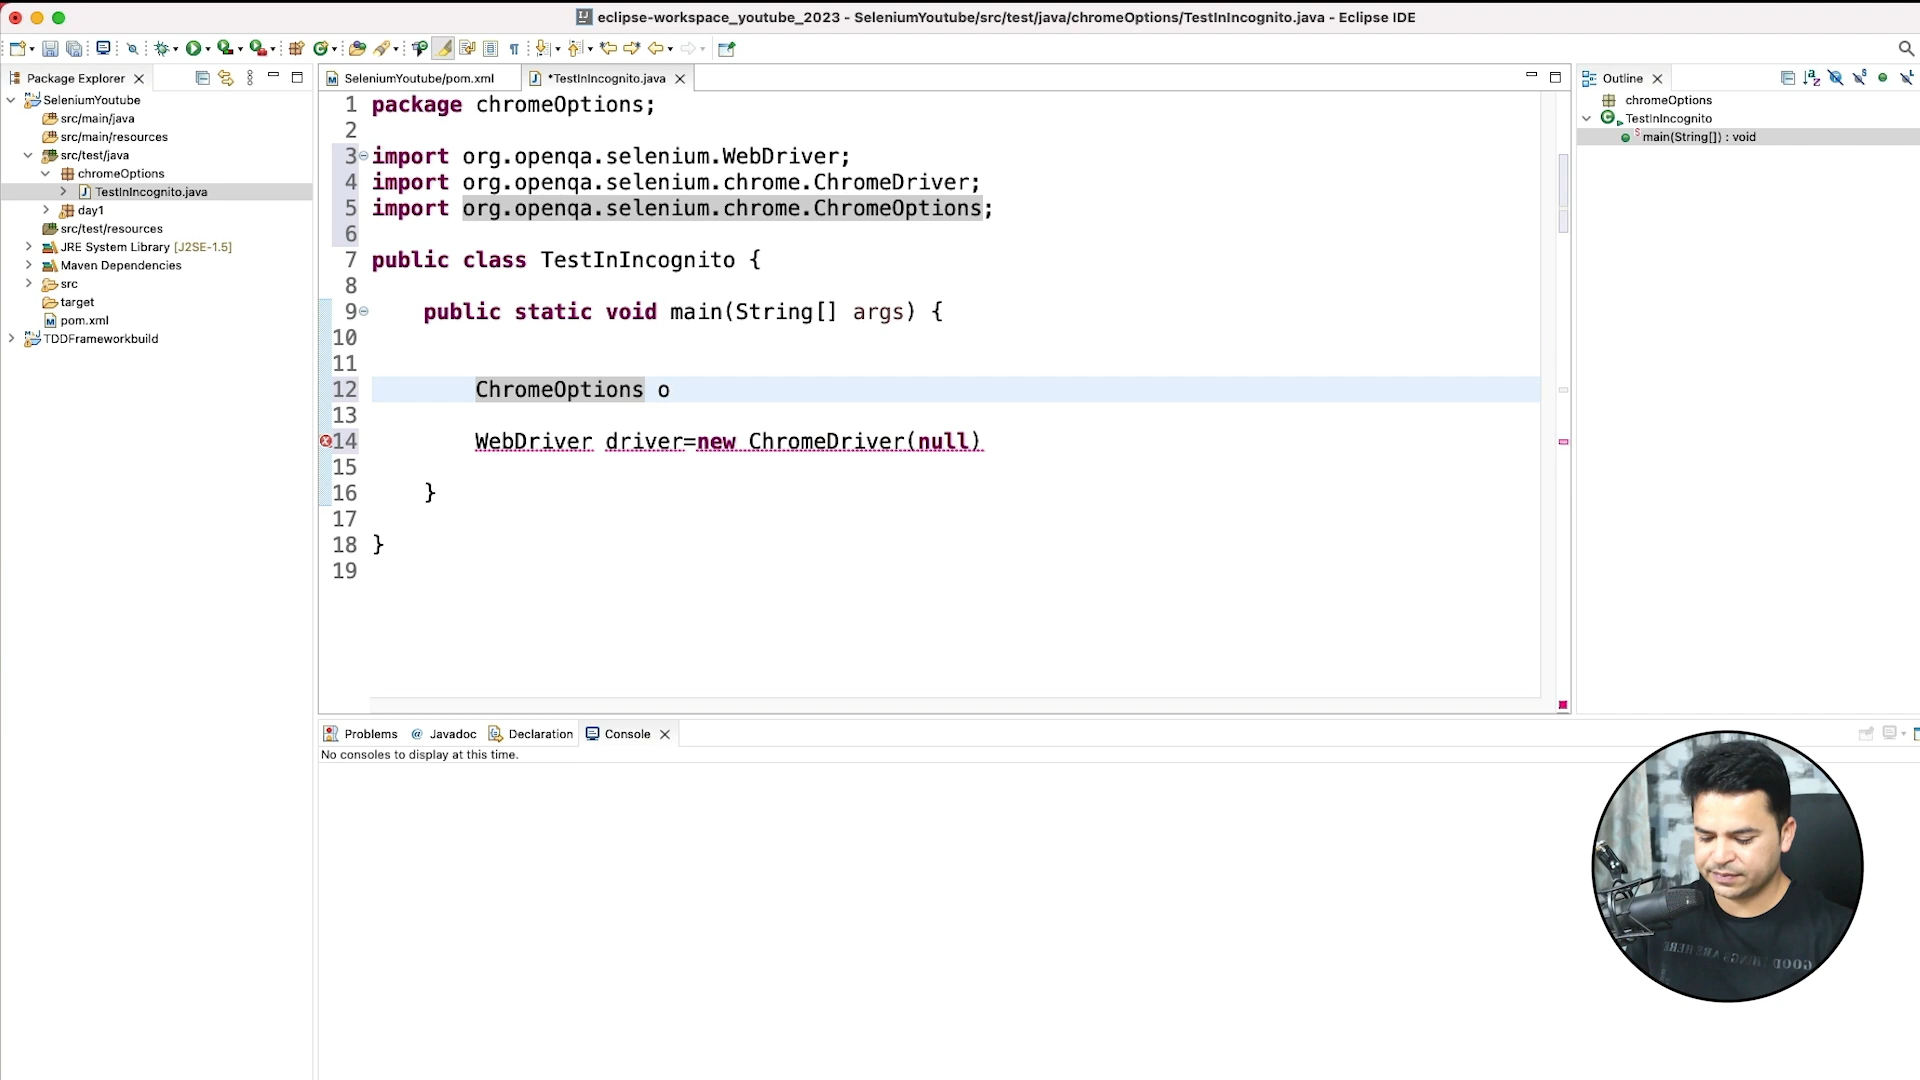 eclipse-workspace_youtube_2023 - SeleniumYoutube/src/test/java/chromeOptions/TestInIncognito.java - Eclipse IDE
Package Explorer
SeleniumYoutube
src/main/java
src/main/resources
src/test/java
chromeOptions
TestInIncognito.java
day1
src/test/resources
JRE System Library [J2SE-1.5]
Maven Dependencies
src
target
pom.xml
TDDFrameworkbuild
SeleniumYoutube/pom.xml
*TestInIncognito.java
1 package chromeOptions;
2
3 import org.openqa.selenium.WebDriver;
4 import org.openqa.selenium.chrome.ChromeDriver;
5 import org.openqa.selenium.chrome.ChromeOptions;
6
7 public class TestInIncognito {
8
9 public static void main(String[] args) {
10
11
12 ChromeOptions o
13
14 WebDriver driver=new ChromeDriver(null)
15
16 }
17
18 }
19
Outline
chromeOptions
TestInIncognito
main(String[]) : void
Problems
@ Javadoc
Declaration
Console
No consoles to display at this time.
GOOD THINGS ARE HERE